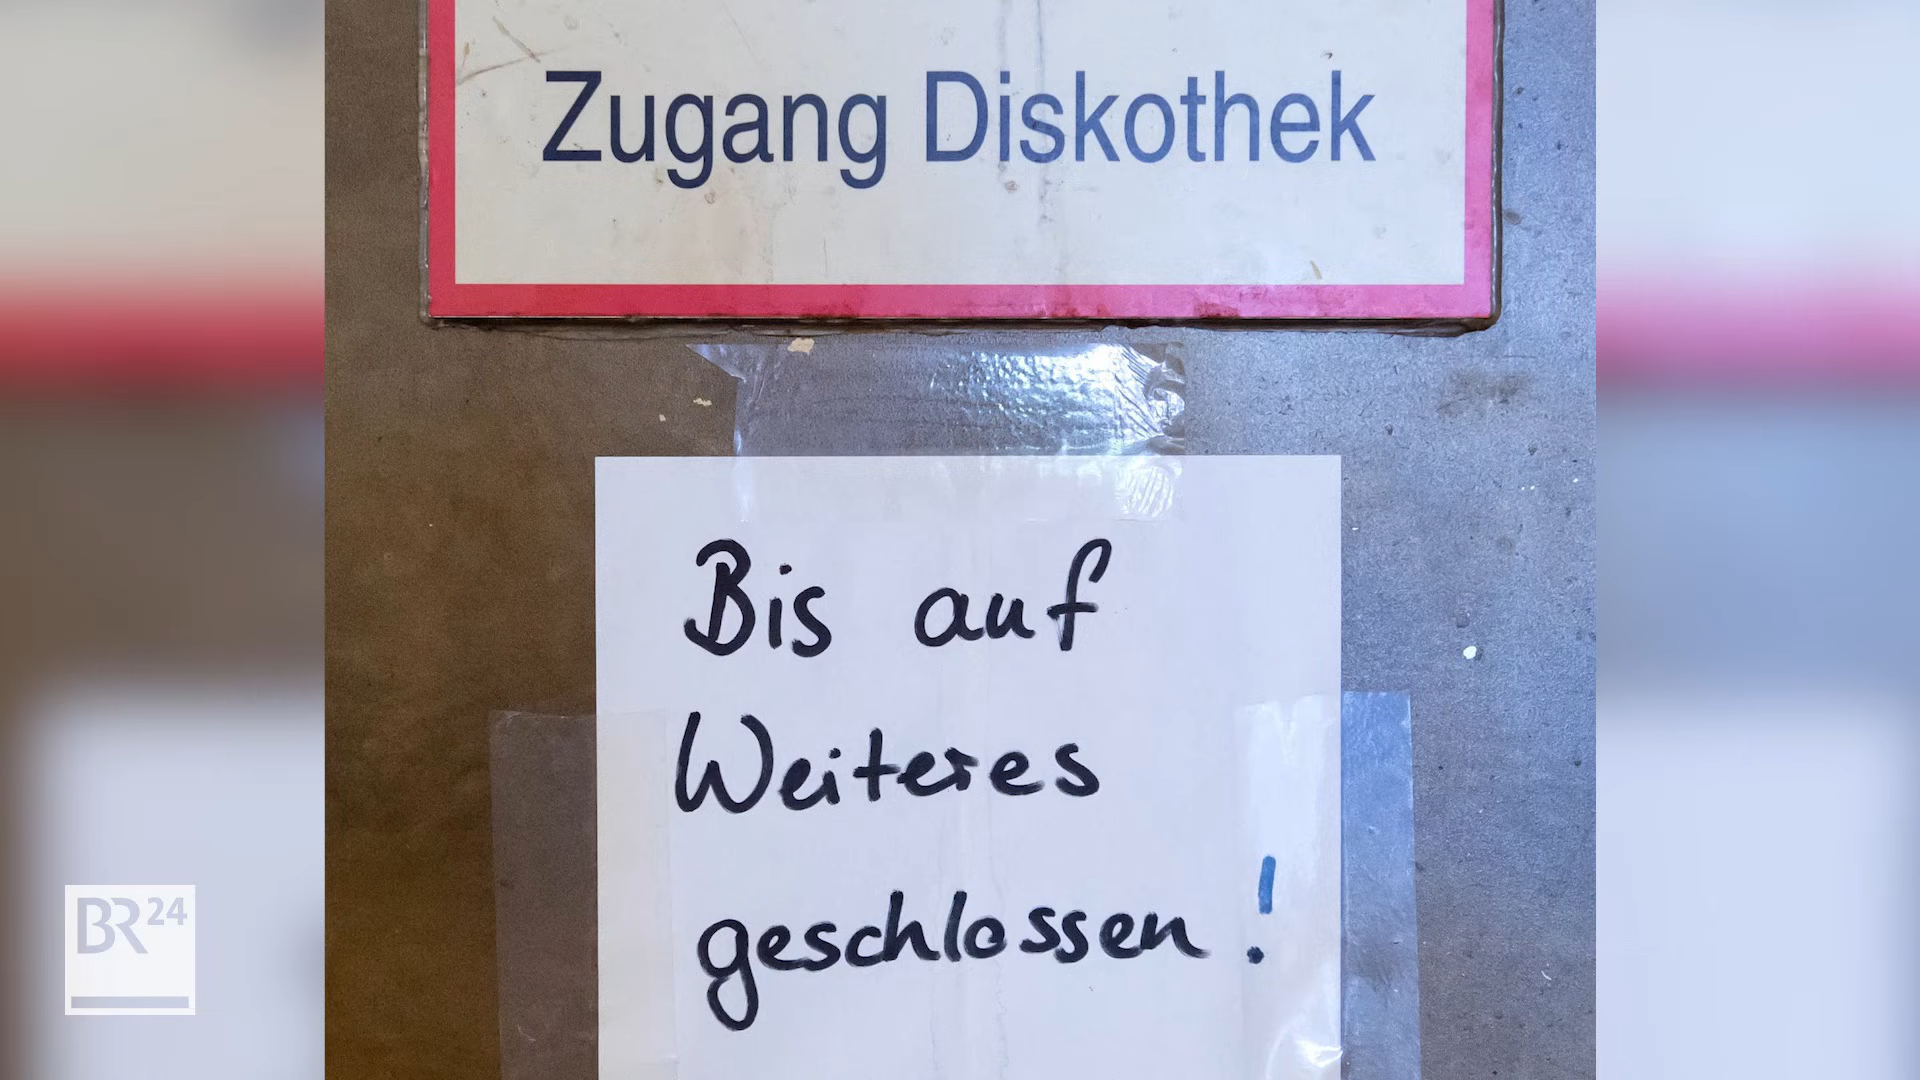 Zugang Diskothek
Bis auf
Weiteres
geschlossen!
BR24